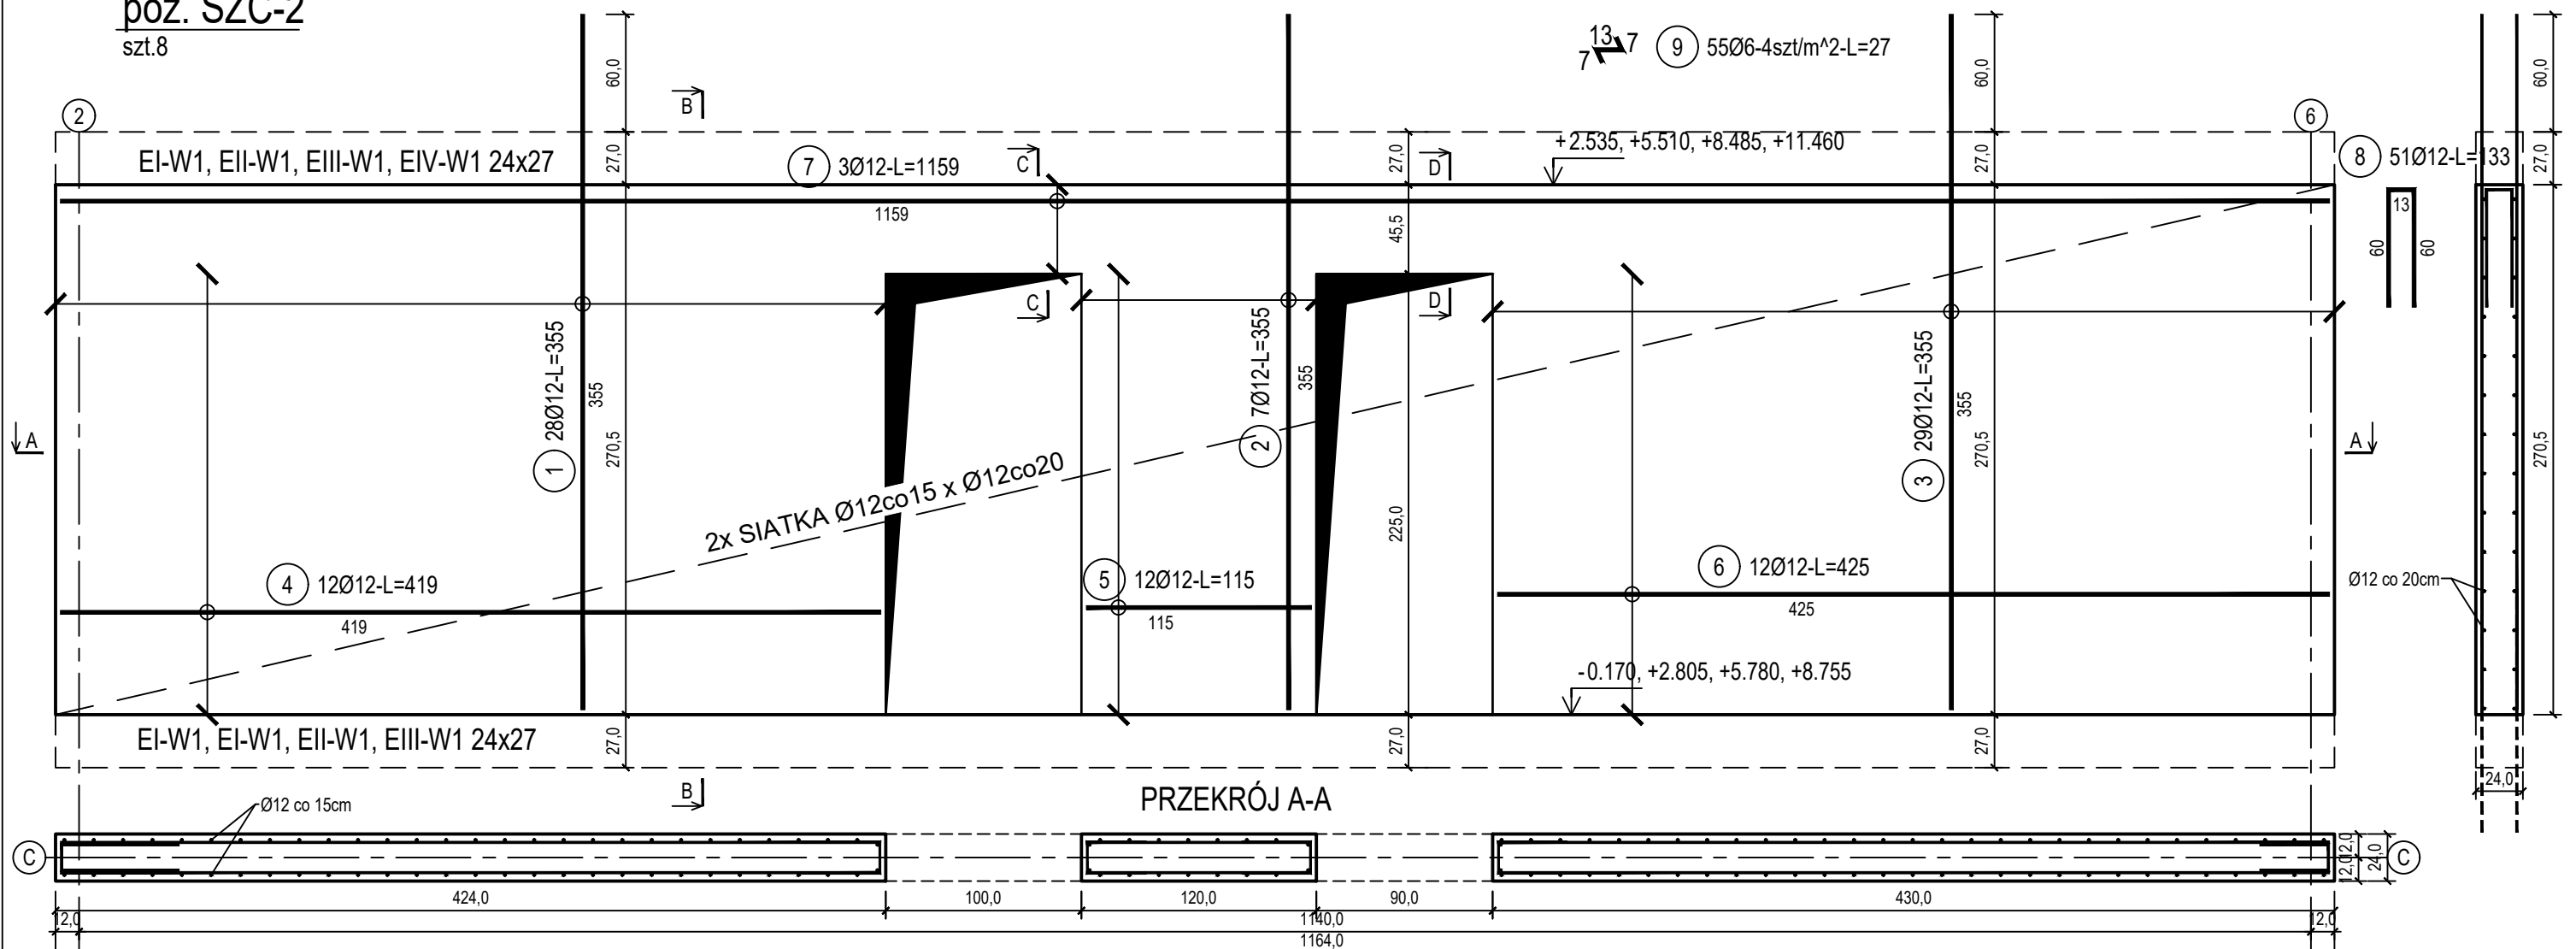 poz. SZC-2
szt.8
13
7 7
9 55Ø6-4szt/m^2-L=27
60,0
60,0
60,0
60,0
B
2
6
EI-W1, EII-W1, EIII-W1, EIV-W1 24x27
27,0
7 3Ø12-L=1159
C
27,0
D
+2.535, +5.510, +8.485, +11.460
27,0
8 51Ø12-L=133
27,0
1159
45,5
13
60
60
C
D
1 28Ø12-L=355
355
270,5
2 7Ø12-L=355
355
3 29Ø12-L=355
355
270,5
270,5
A
A
2x SIATKA Ø12co15 x Ø12co20
225,0
4 12Ø12-L=419
419
5 12Ø12-L=115
115
6 12Ø12-L=425
425
Ø12 co 20cm
-0.170, +2.805, +5.780, +8.755
EI-W1, EI-W1, EII-W1, EIII-W1 24x27
27,0
27,0
27,0
B
24,0
PRZEKRÓJ A-A
Ø12 co 15cm
C
C
12,0
12,0
24,0
424,0
100,0
120,0
90,0
430,0
12,0
1140,0
12,0
1164,0